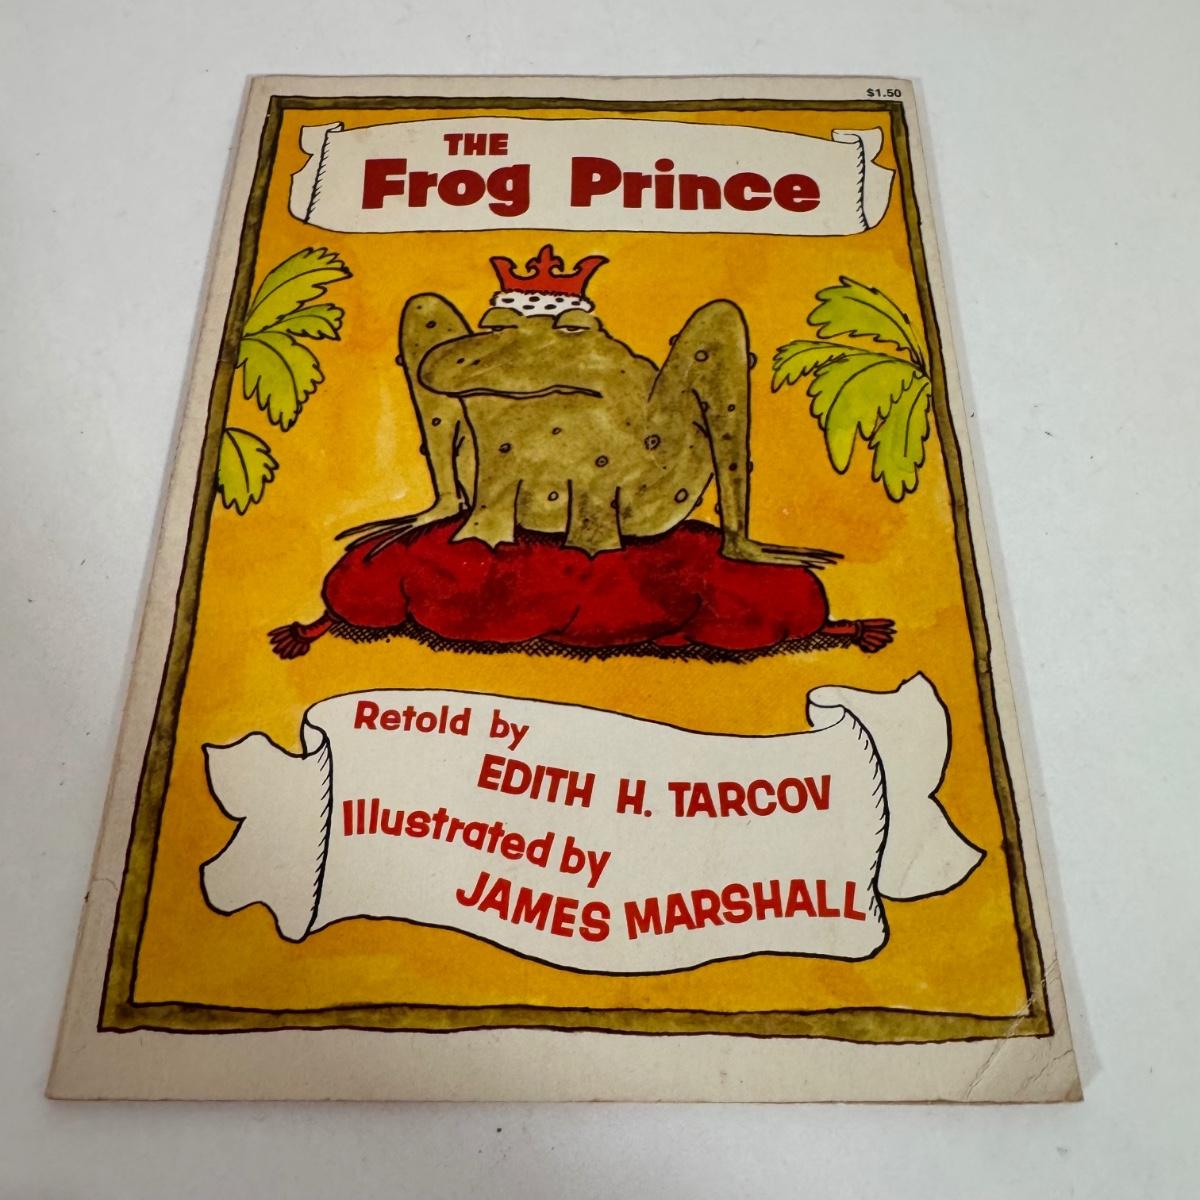 $1.50
THE
Frog Prince
Retold by
EDITH H. TARCOV
Illustrated by
JAMES MARSHALL